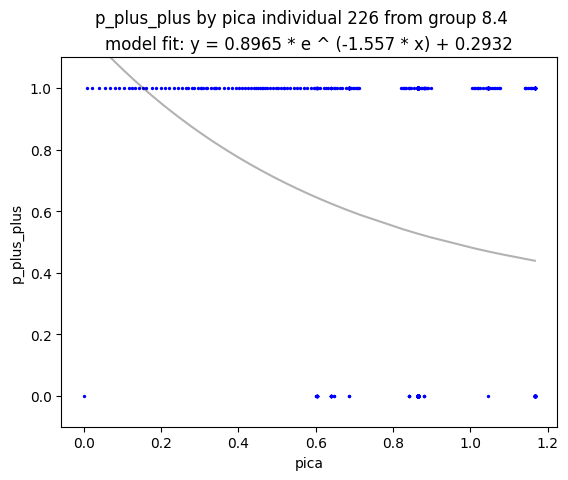 p_plus_plus by pica individual 226 from group 8.4
model fit: y = 0.8965 * e ^ (-1.557 * x) + 0.2932
p_plus_plus
1.0
0.8
0.6
0.4
0.2
0.0
0.0 0.2 0.4 0.6 0.8 1.0 1.2
pica